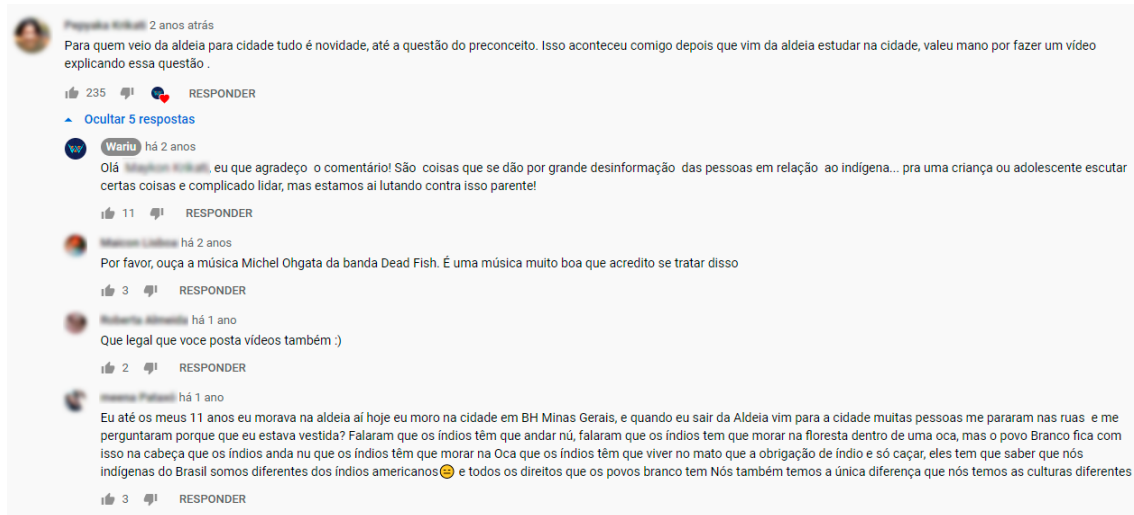 2 anos atrás
Para quem veio da aldeia para cidade tudo é novidade, até a questão do preconceito. Isso aconteceu comigo depois que vim da aldeia estudar na cidade, valeu mano por fazer um vídeo
explicando essa questão .
235 RESPONDER
Ocultar 5 respostas
Wariu há 2 anos
Olá , eu que agradeço o comentário! São coisas que se dão por grande desinformação das pessoas em relação ao indígena... pra uma criança ou adolescente escutar
certas coisas e complicado lidar, mas estamos ai lutando contra isso parente!
11 RESPONDER
há 2 anos
Por favor, ouça a música Michel Ohgata da banda Dead Fish. É uma música muito boa que acredito se tratar disso
3 RESPONDER
há 1 ano
Que legal que voce posta vídeos também :)
2 RESPONDER
há 1 ano
Eu até os meus 11 anos eu morava na aldeia aí hoje eu moro na cidade em BH Minas Gerais, e quando eu sair da Aldeia vim para a cidade muitas pessoas me pararam nas ruas e me
perguntaram porque que eu estava vestida? Falaram que os índios têm que andar nú, falaram que os índios tem que morar na floresta dentro de uma oca, mas o povo Branco fica com
isso na cabeça que os índios anda nu que os índios têm que morar na Oca que os índios têm que viver no mato que a obrigação de índio e só caçar, eles tem que saber que nós
indígenas do Brasil somos diferentes dos índios americanos😑 e todos os direitos que os povos branco tem Nós também temos a única diferença que nós temos as culturas diferentes
3 RESPONDER